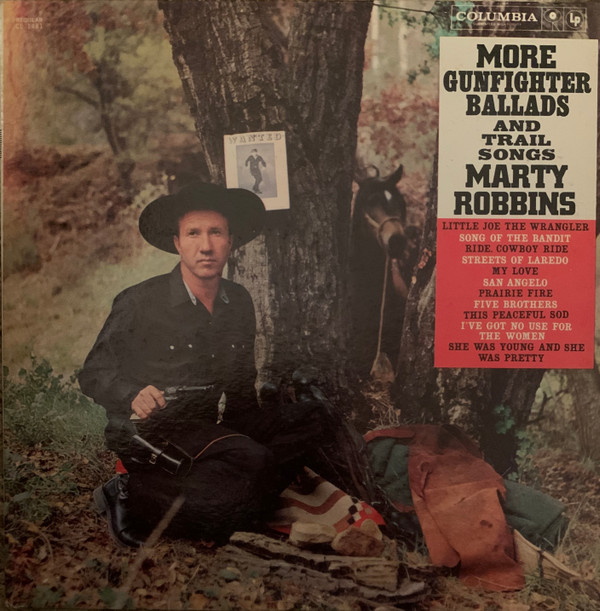 COLUMBIA
Lp
MORE
GUNFIGHTER
BALLADS
AND
TRAIL
SONGS
MARTY
ROBBINS
LITTLE JOE THE WRANGLER
SONG OF THE BANDIT
RIDE, COWBOY RIDE
STREETS OF LAREDO
MY LOVE
SAN ANGELO
PRAIRIE FIRE
FIVE BROTHERS
THIS PEACEFUL SOD
I'VE GOT NO USE FOR
THE WOMEN
SHE WAS YOUNG AND SHE
WAS PRETTY
WANTED